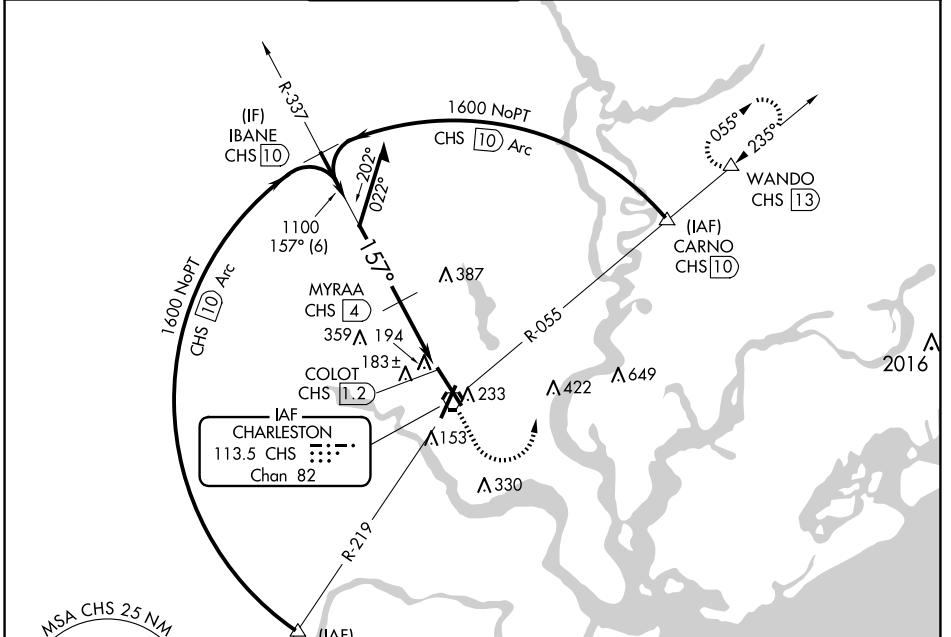 R-337
(IF)
IBANE
CHS 10
1600 NoPT
CHS 10 Arc
055°
235°
WANDO
CHS 13
202°
022°
1100
157° (6)
157°
(IAF)
CARNO
CHS 10
1600 NoPT
CHS 10 Arc
MYRAA
CHS 4
387
R-055
359
194
183±
2016
COLOT
CHS 1.2
233
422
649
IAF
CHARLESTON
113.5 CHS
Chan 82
153
330
R-219
MSA CHS 25 NM
(IAF)